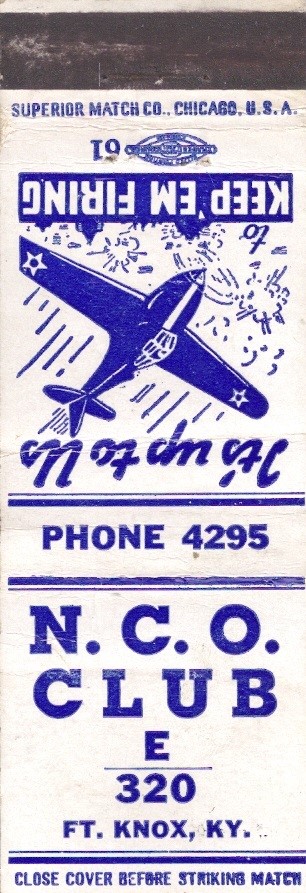 SUPERIOR MATCH CO., CHICAGO, U.S.A.
It's up to Us
to
KEEP 'EM FIRING
PHONE 4295
N. C. O.
CLUB
E
320
FT. KNOX, KY.
CLOSE COVER BEFORE STRIKING MATCH